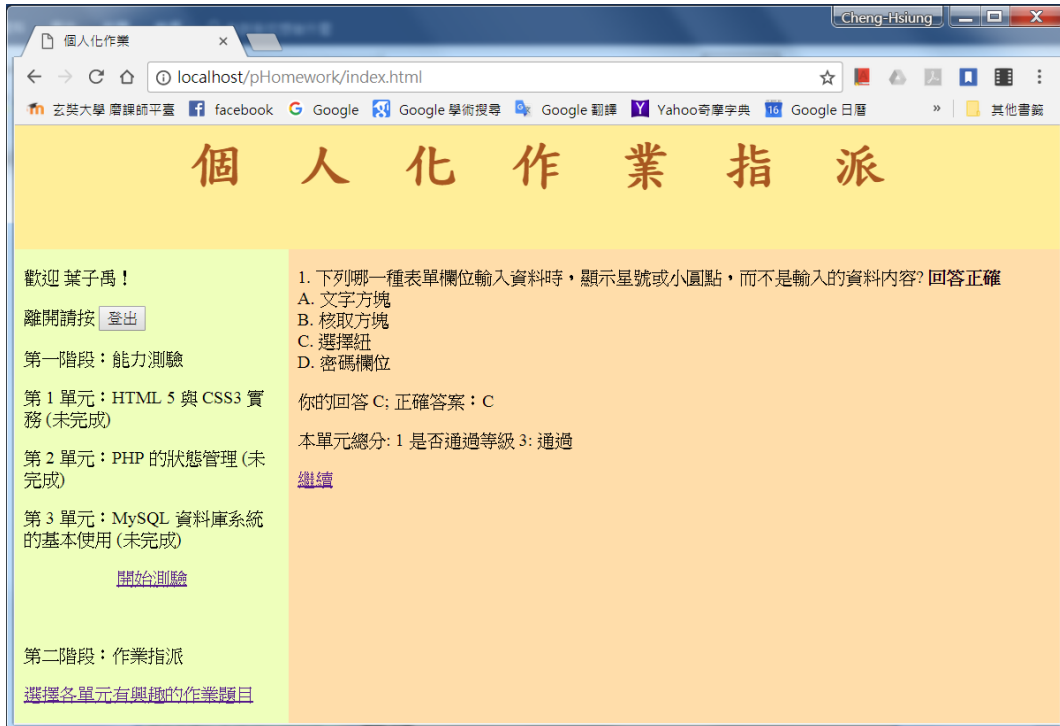 Cheng-Hsiung
個人化作業
localhost/pHomework/index.html
玄奘大學 磨課師平臺 facebook Google Google 學術搜尋 Google 翻譯 Yahoo奇摩字典 16 Google 日曆 » 其他書籤
個人化作業指派
歡迎 葉子禹！
離開請按 登出
第一階段：能力測驗
第 1 單元：HTML 5 與 CSS3 實
務 (未完成)
第 2 單元：PHP 的狀態管理 (未
完成)
第 3 單元：MySQL 資料庫系統
的基本使用 (未完成)
開始測驗
第二階段：作業指派
選擇各單元有興趣的作業題目
1. 下列哪一種表單欄位輸入資料時，顯示星號或小圓點，而不是輸入的資料內容? 回答正確
A. 文字方塊
B. 核取方塊
C. 選擇鈕
D. 密碼欄位
你的回答 C; 正確答案：C
本單元總分: 1 是否通過等級 3: 通過
繼續